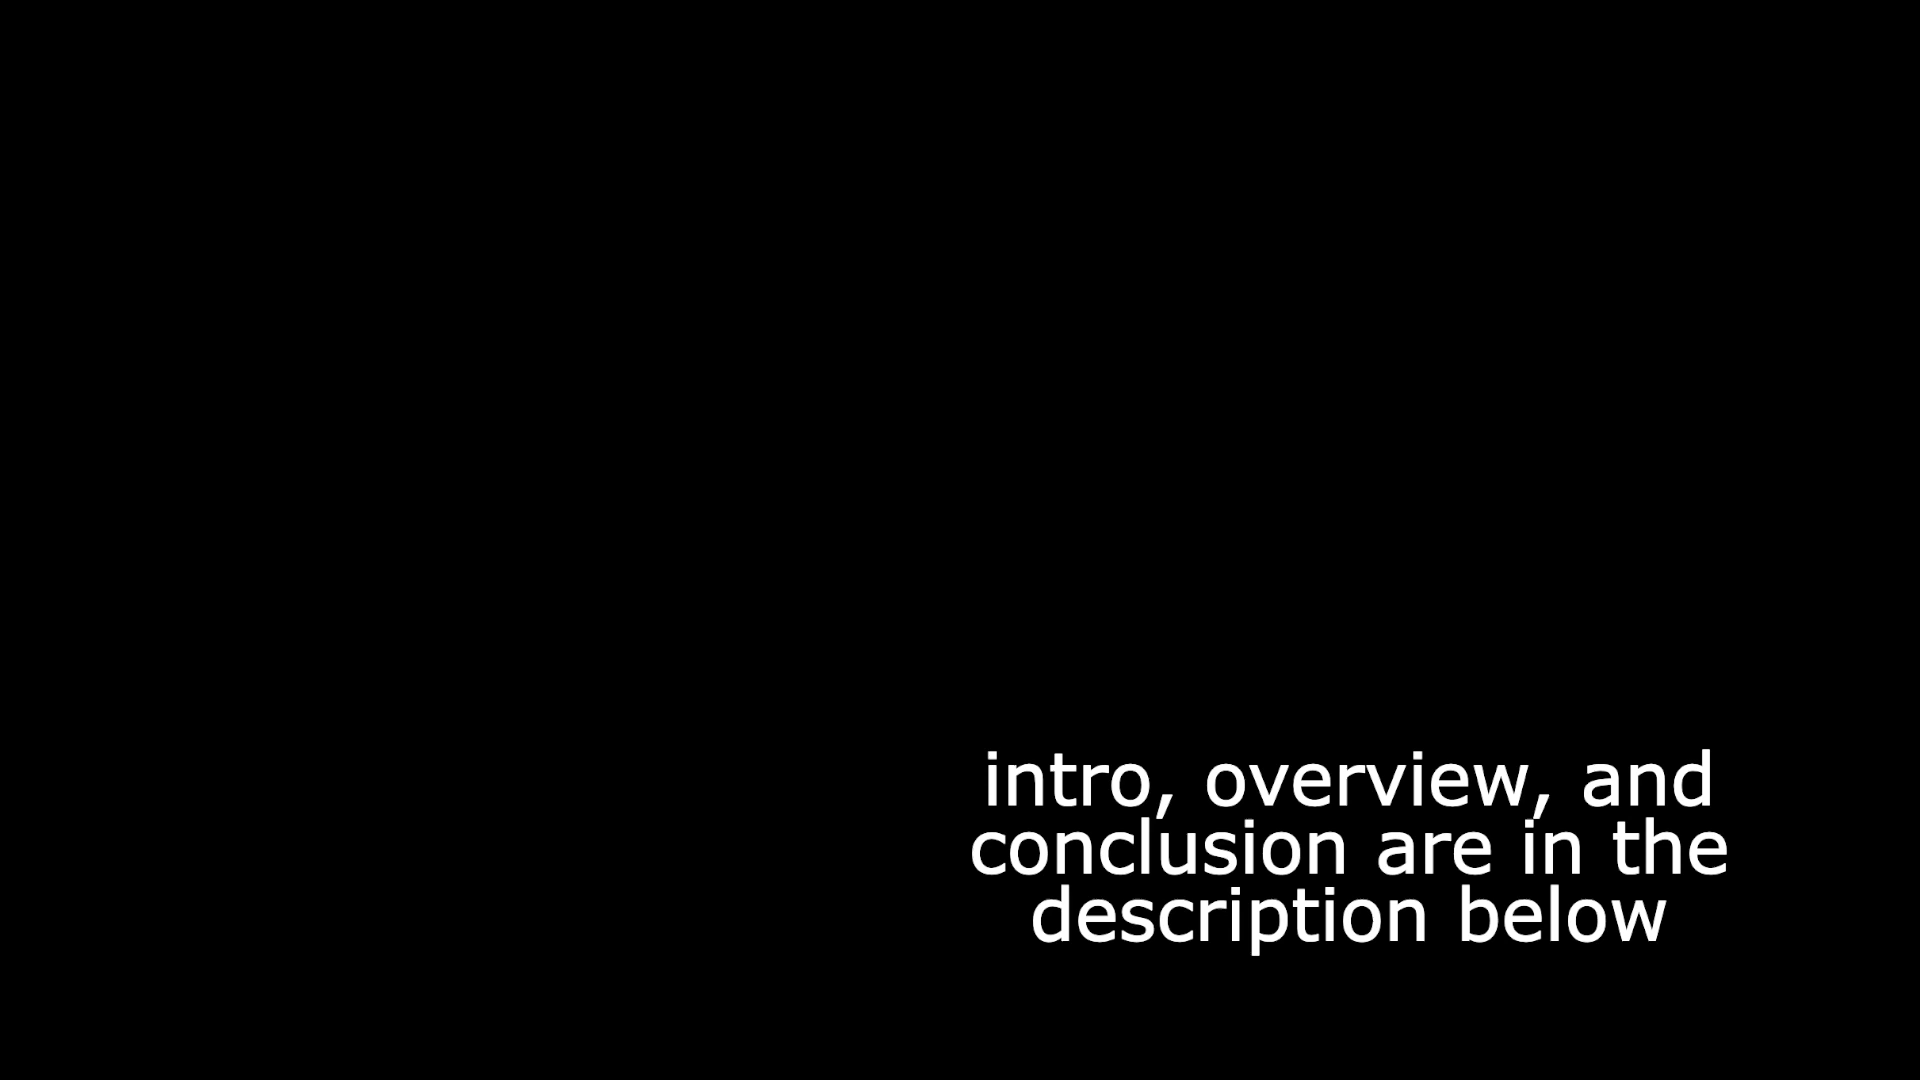 intro, overview, and
conclusion are in the
description below